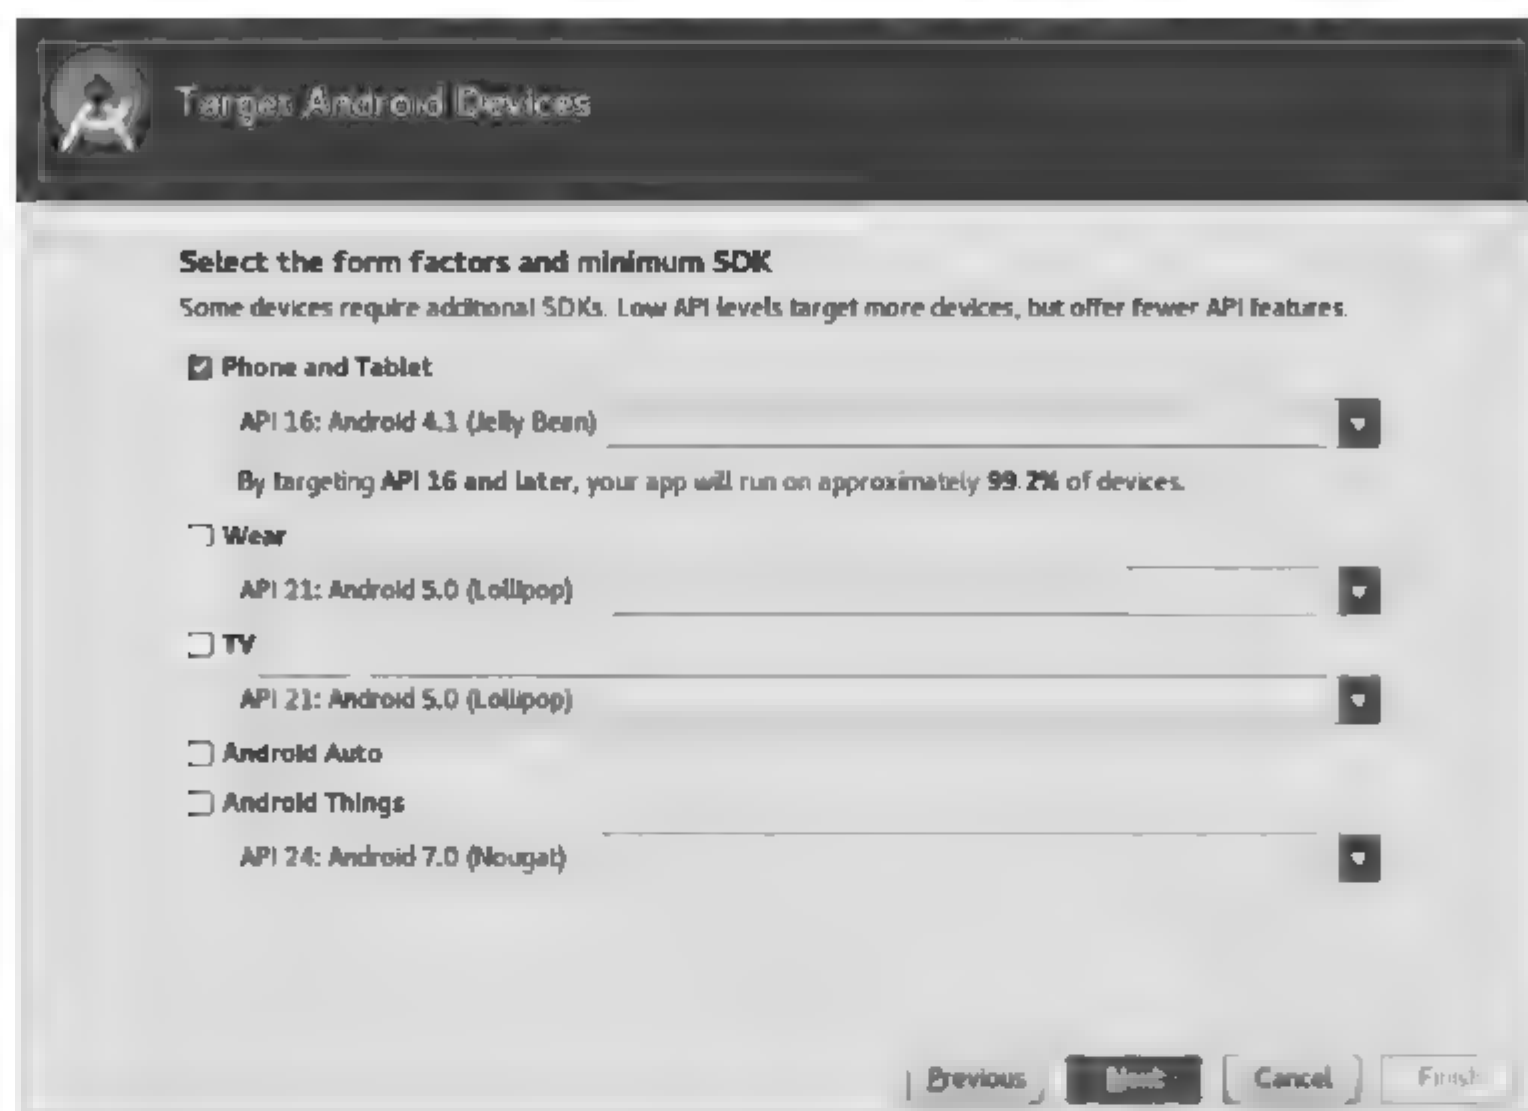 Target Android Devices
Select the form factors and minimum SDK
Some devices require additional SDKs. Low API levels target more devices, but offer fewer API features.
Phone and Tablet
API 16: Android 4.1 (Jelly Bean)
By targeting API 16 and later, your app will run on approximately 99.2% of devices.
Wear
API 21: Android 5.0 (Lollipop)
TV
API 21: Android 5.0 (Lollipop)
Android Auto
Android Things
API 24: Android 7.0 (Nougat)
Previous Next Cancel Finish